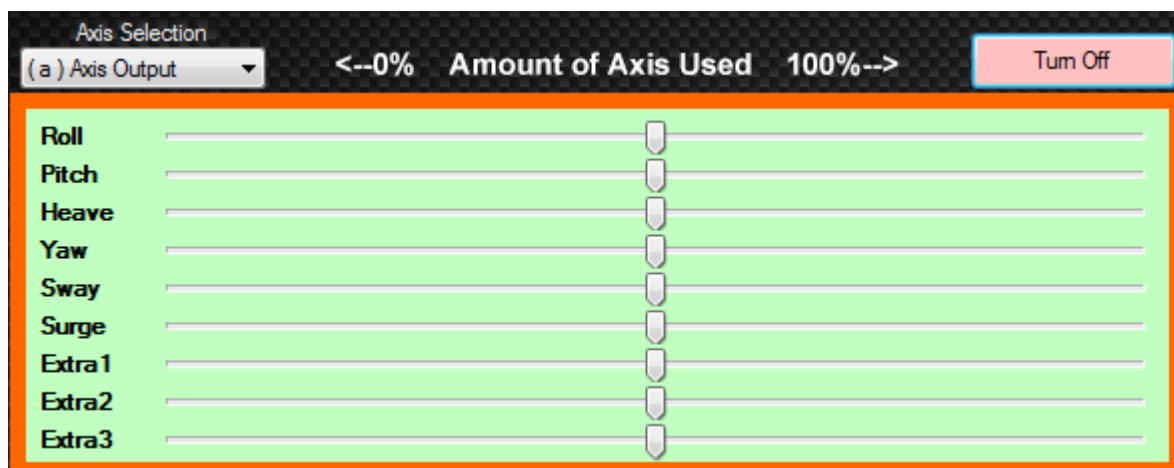 Axis Selection
( a ) Axis Output
<--0% Amount of Axis Used 100%-->
Turn Off
Roll
Pitch
Heave
Yaw
Sway
Surge
Extra1
Extra2
Extra3